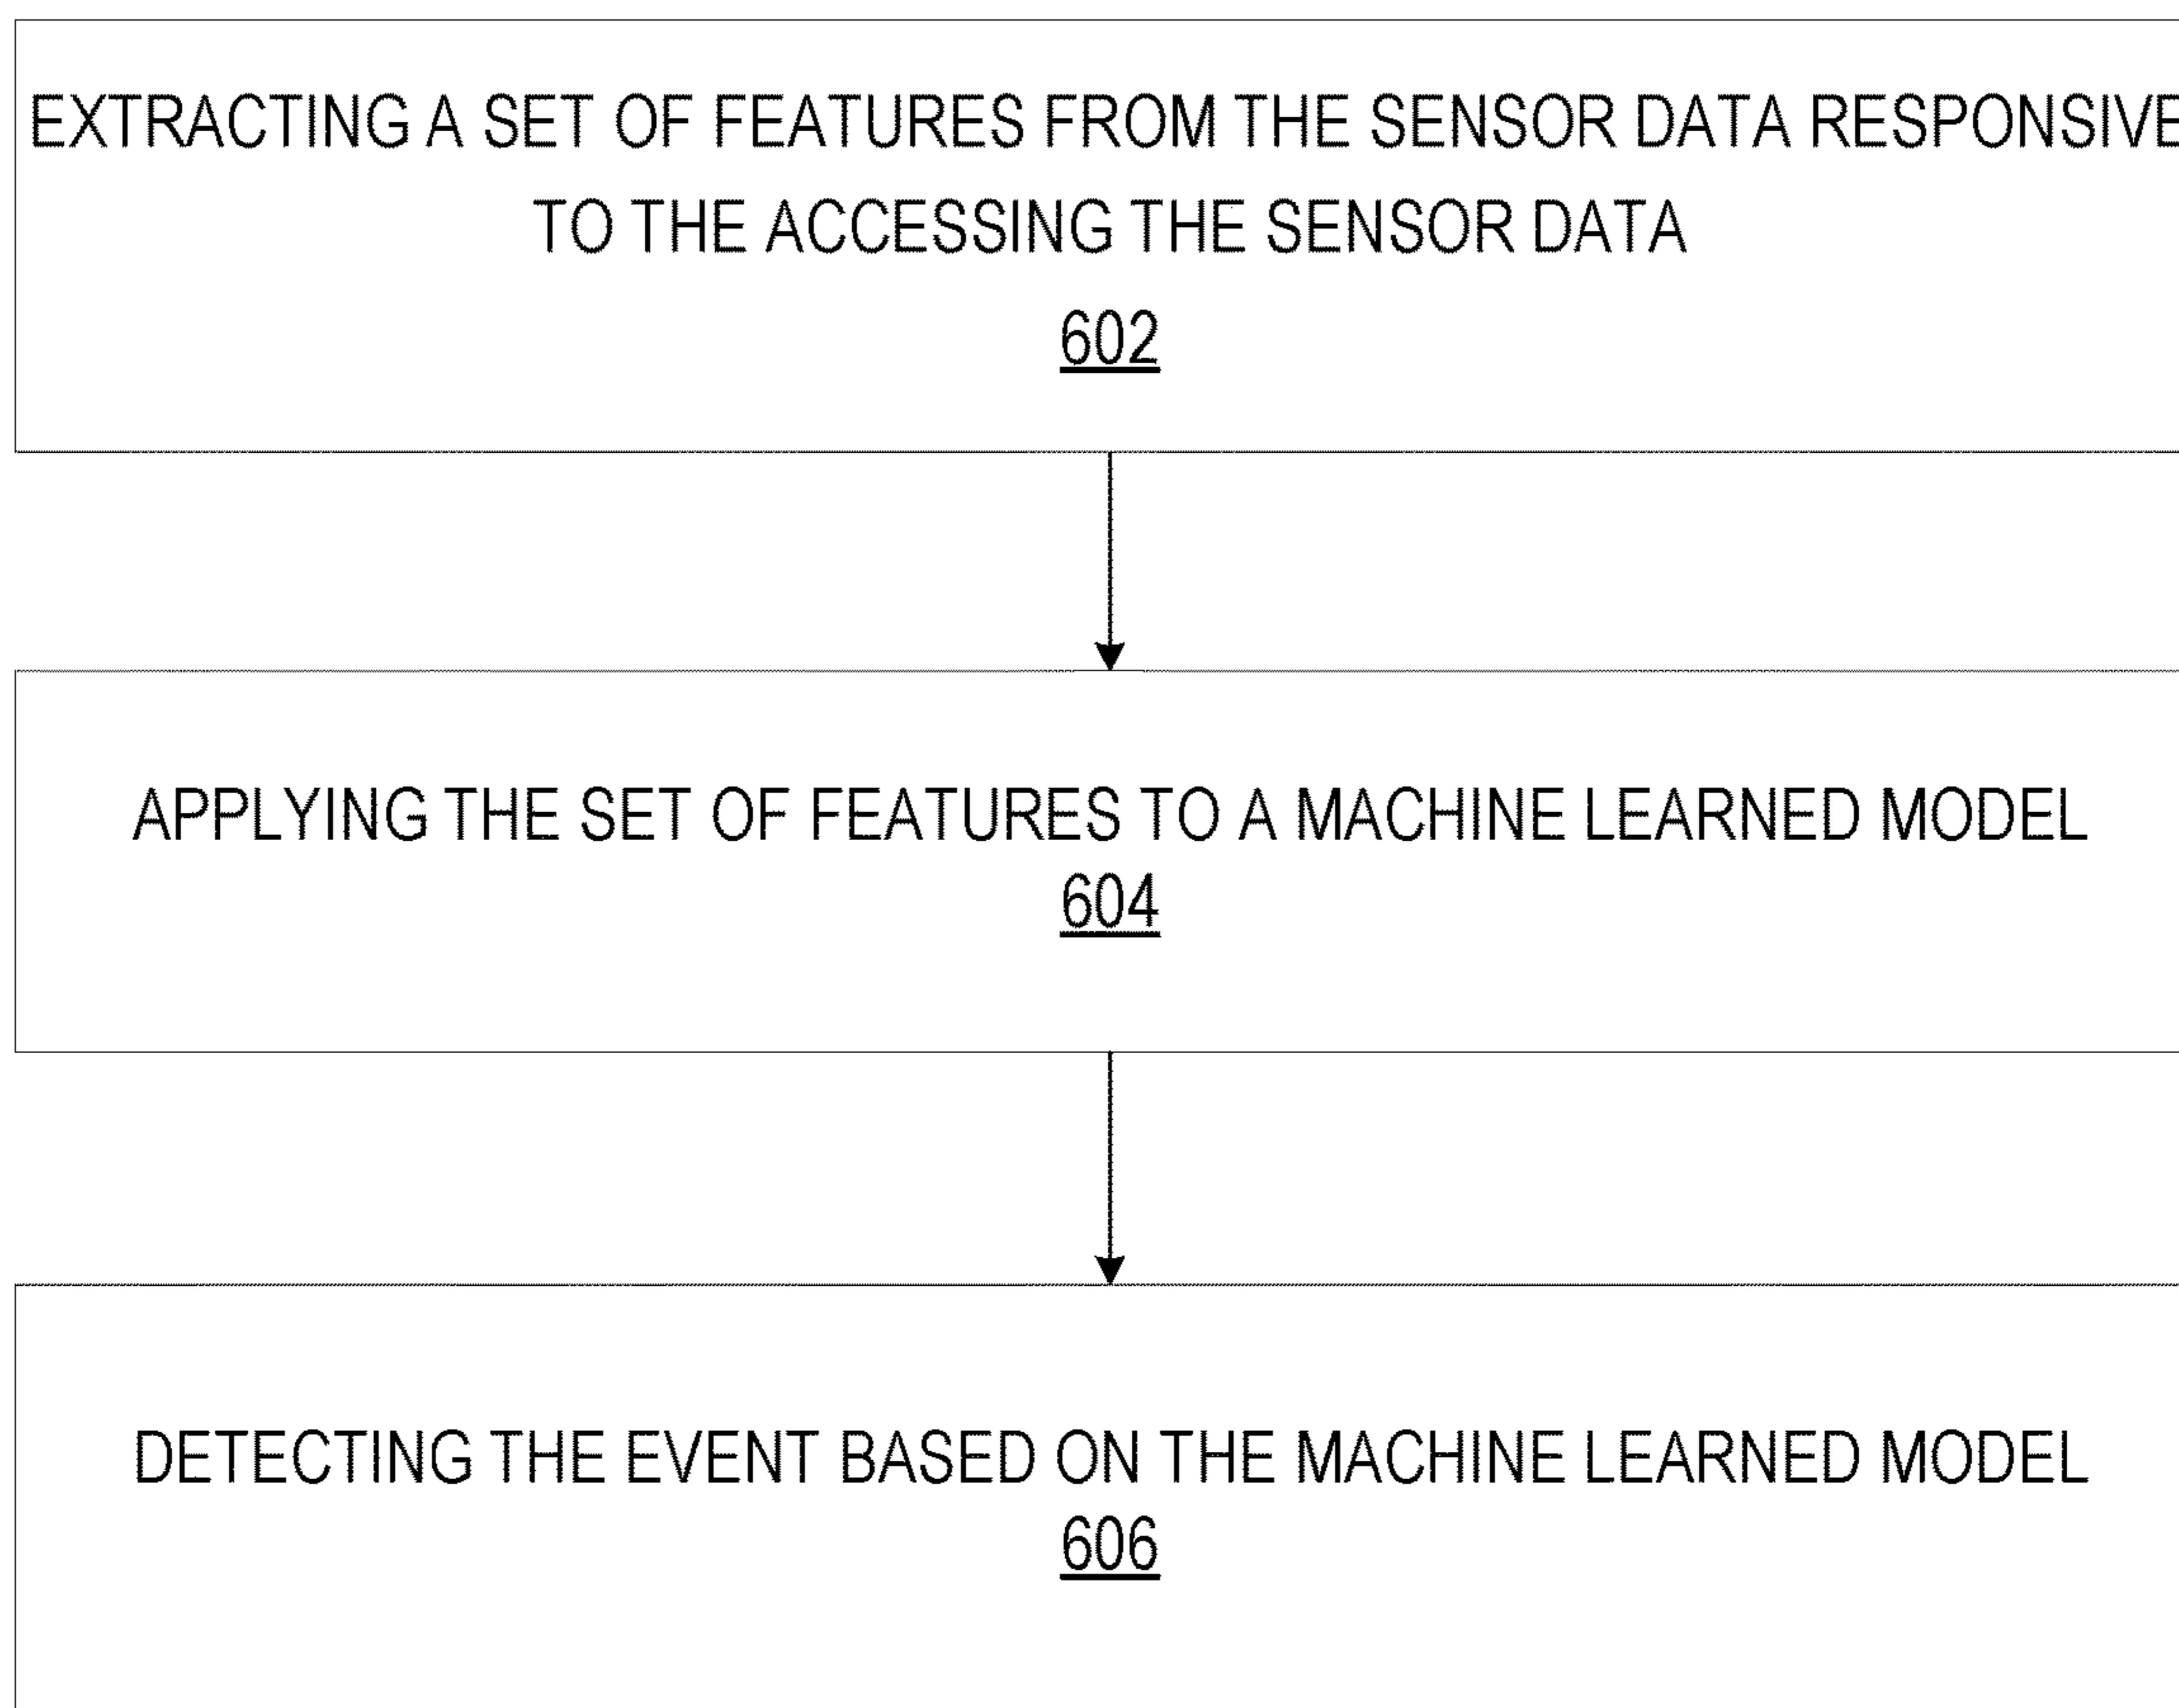 EXTRACTING A SET OF FEATURES FROM THE SENSOR DATA RESPONSIVE
TO THE ACCESSING THE SENSOR DATA
602
APPLYING THE SET OF FEATURES TO A MACHINE LEARNED MODEL
604
DETECTING THE EVENT BASED ON THE MACHINE LEARNED MODEL
606